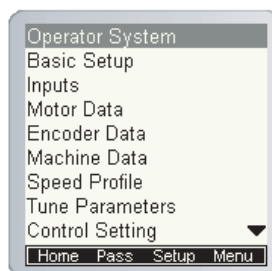 Operator System
Basic Setup
Inputs
Motor Data
Encoder Data
Machine Data
Speed Profile
Tune Parameters
Control Setting
Home Pass Setup Menu